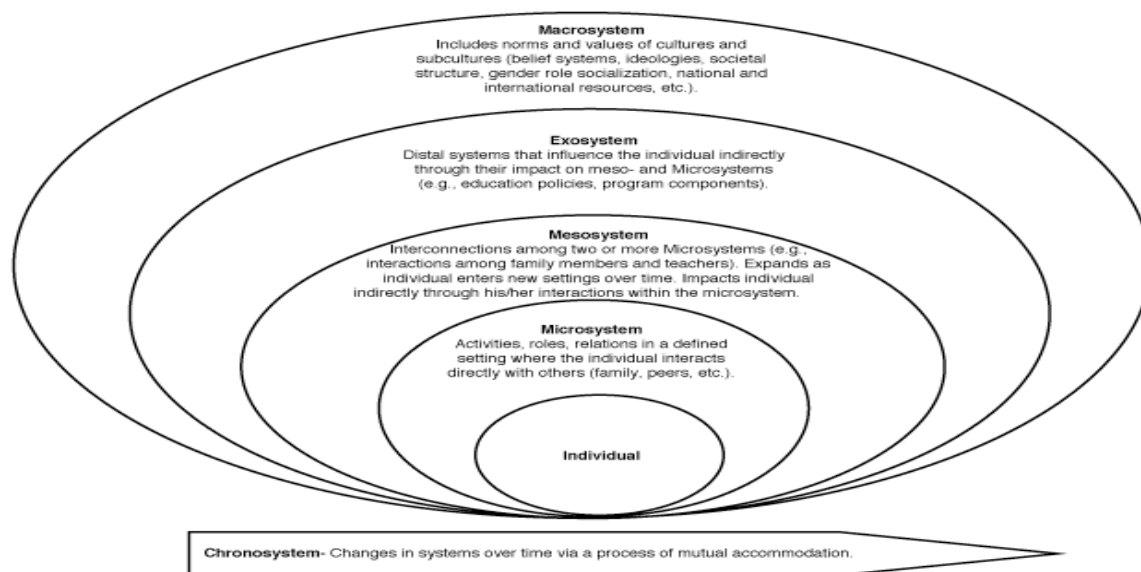 Macrosystem
Includes norms and values of cultures and
subcultures (belief systems, ideologies, societal
structure, gender role socialization, national and
international resources, etc.).
Exosystem
Distal systems that influence the individual indirectly
through their impact on meso- and Microsystems
(e.g., education policies, program components).
Mesosystem
Interconnections among two or more Microsystems (e.g.,
interactions among family members and teachers). Expands as
individual enters new settings over time. Impacts individual
indirectly through his/her interactions within the microsystem.
Microsystem
Activities, roles, relations in a defined
setting where the individual interacts
directly with others (family, peers, etc.).
Individual
Chronosystem- Changes in systems over time via a process of mutual accommodation.